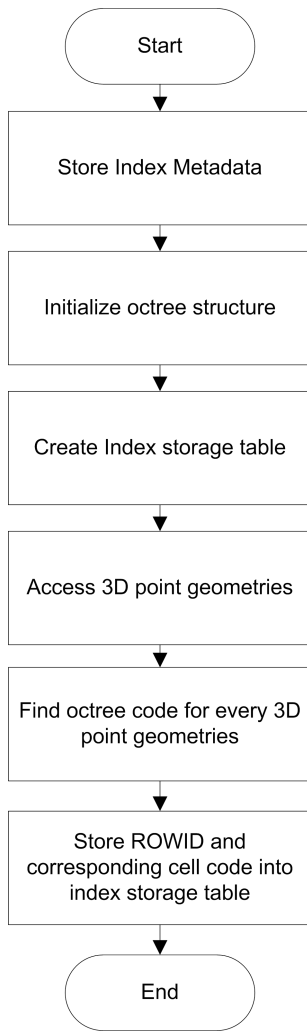 Start
Store Index Metadata
Initialize octree structure
Create Index storage table
Access 3D point geometries
Find octree code for every 3D
point geometries
Store ROWID and
corresponding cell code into
index storage table
End